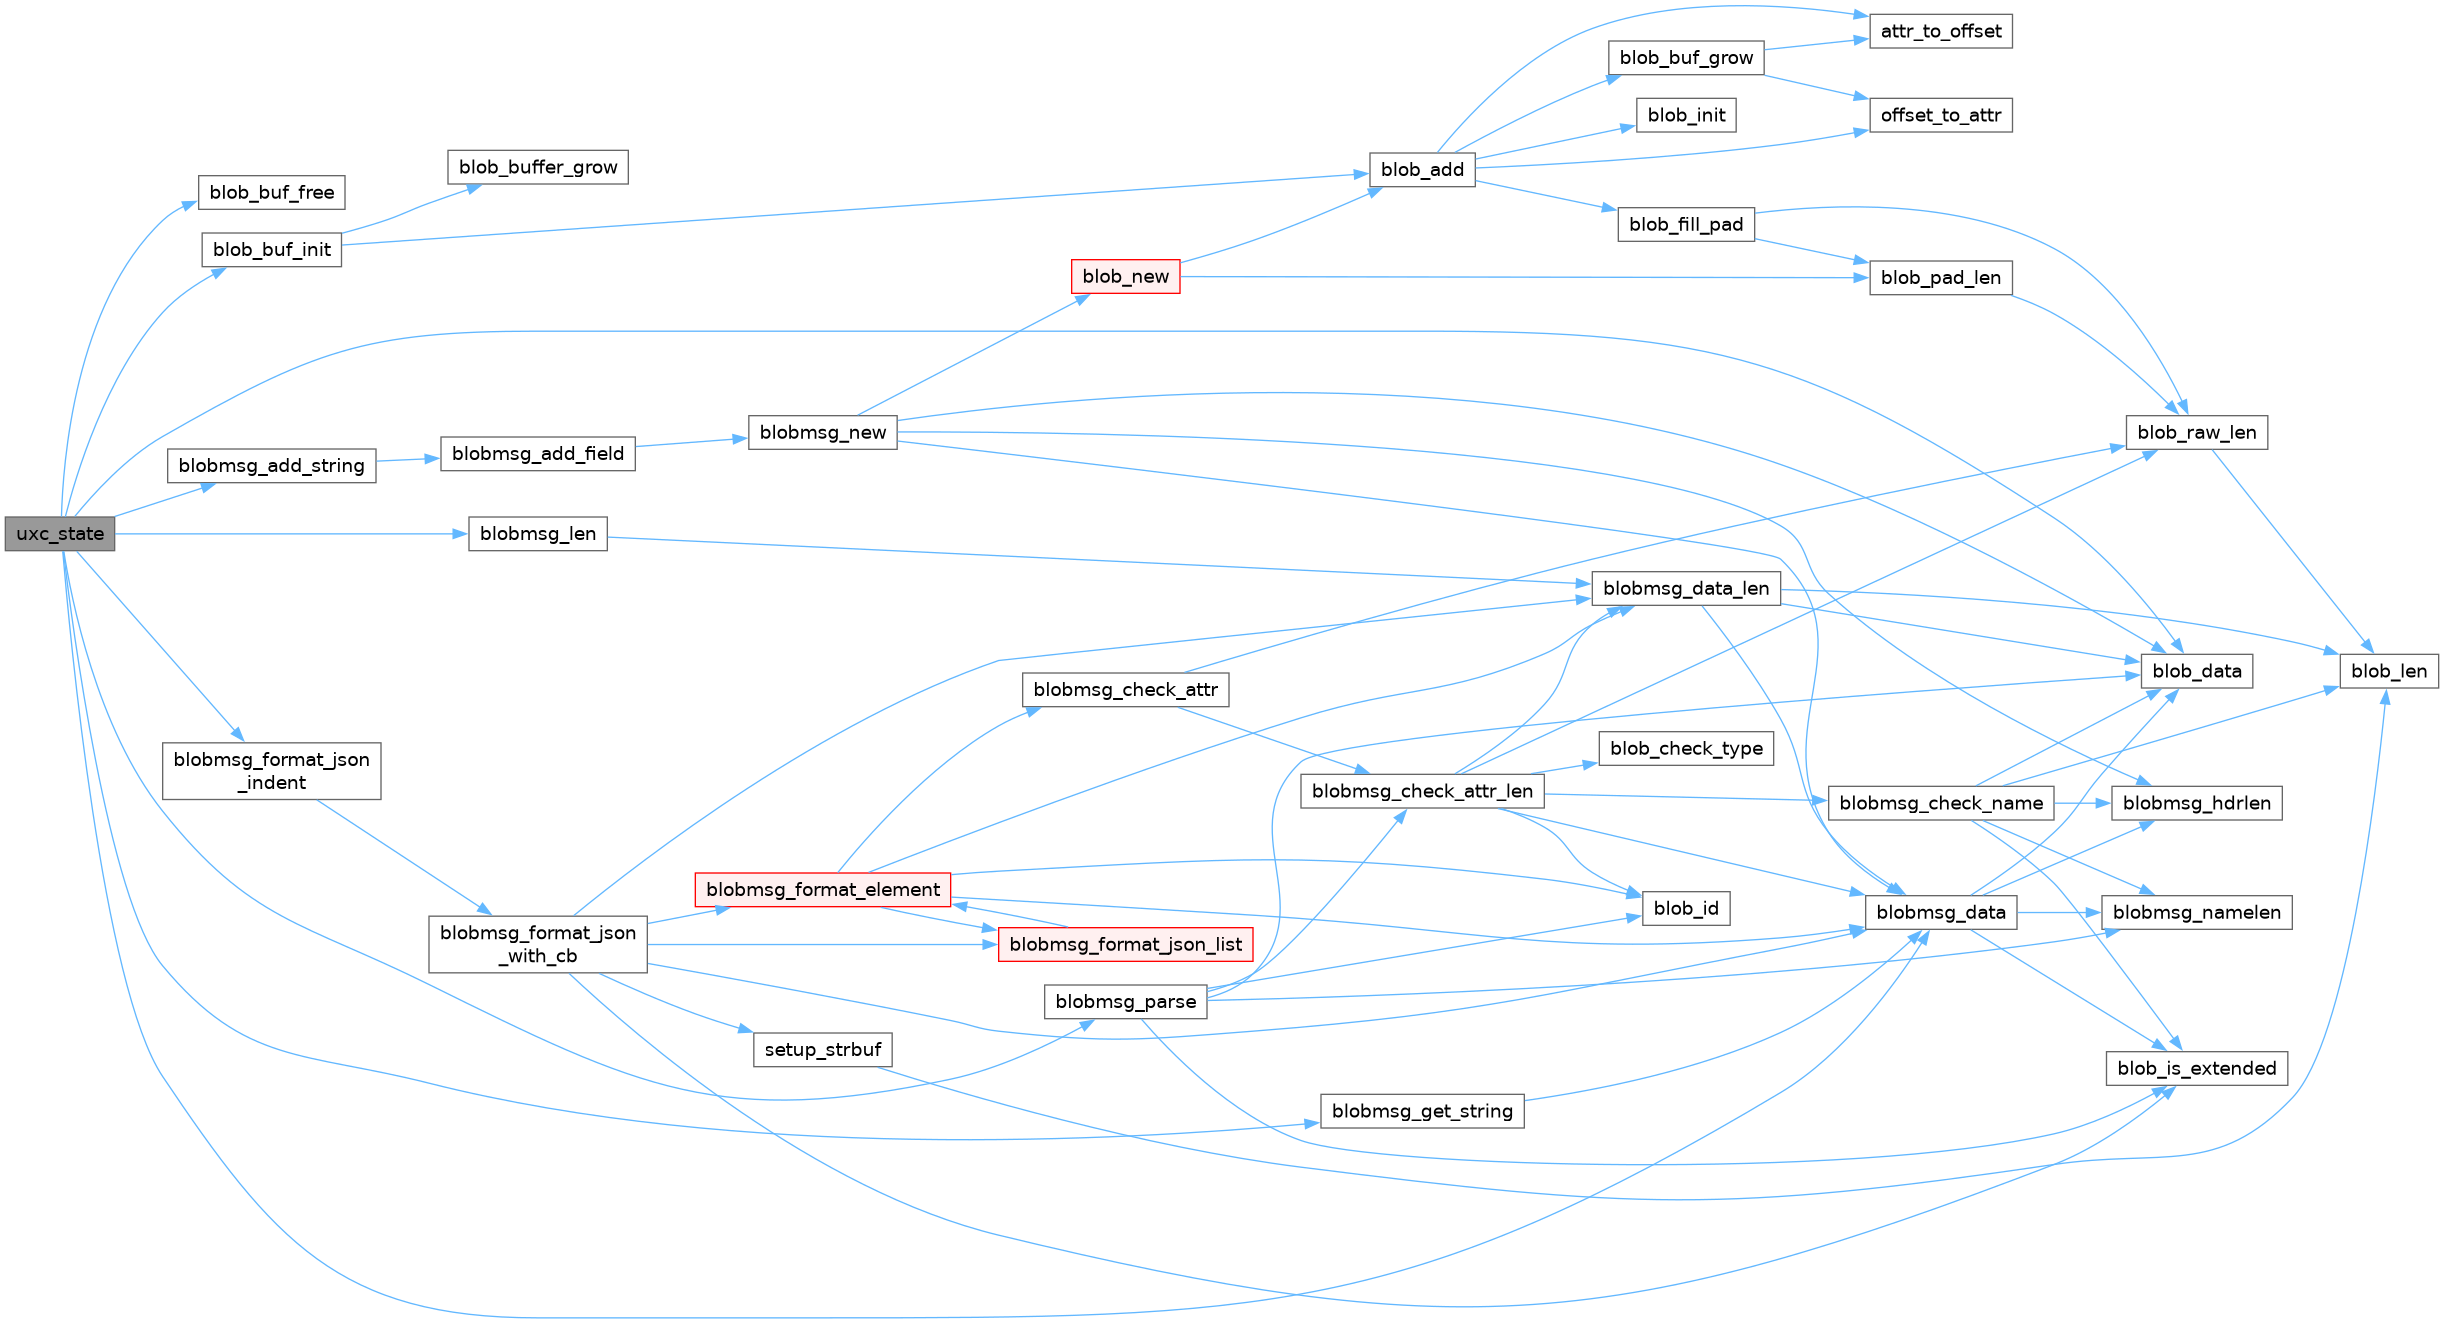 attr_to_offset
blob_buf_grow
blob_init
offset_to_attr
blob_buffer_grow
blob_add
blob_buf_free
blob_fill_pad
blob_buf_init
blob_new
blob_pad_len
blobmsg_new
blob_raw_len
blobmsg_add_field
blobmsg_add_string
uxc_state
blobmsg_len
blobmsg_data_len
blob_data
blob_len
blobmsg_check_attr
blob_check_type
blobmsg_format_json
_indent
blobmsg_check_attr_len
blobmsg_check_name
blobmsg_hdrlen
blobmsg_format_element
blob_id
blobmsg_data
blobmsg_namelen
blobmsg_format_json
_with_cb
blobmsg_format_json_list
blobmsg_parse
setup_strbuf
blob_is_extended
blobmsg_get_string